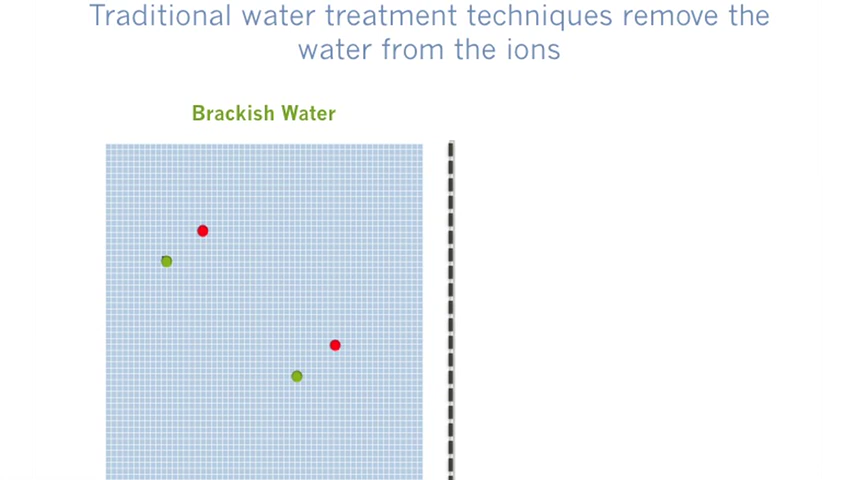 Traditional water treatment techniques remove the
water from the ions
Brackish Water